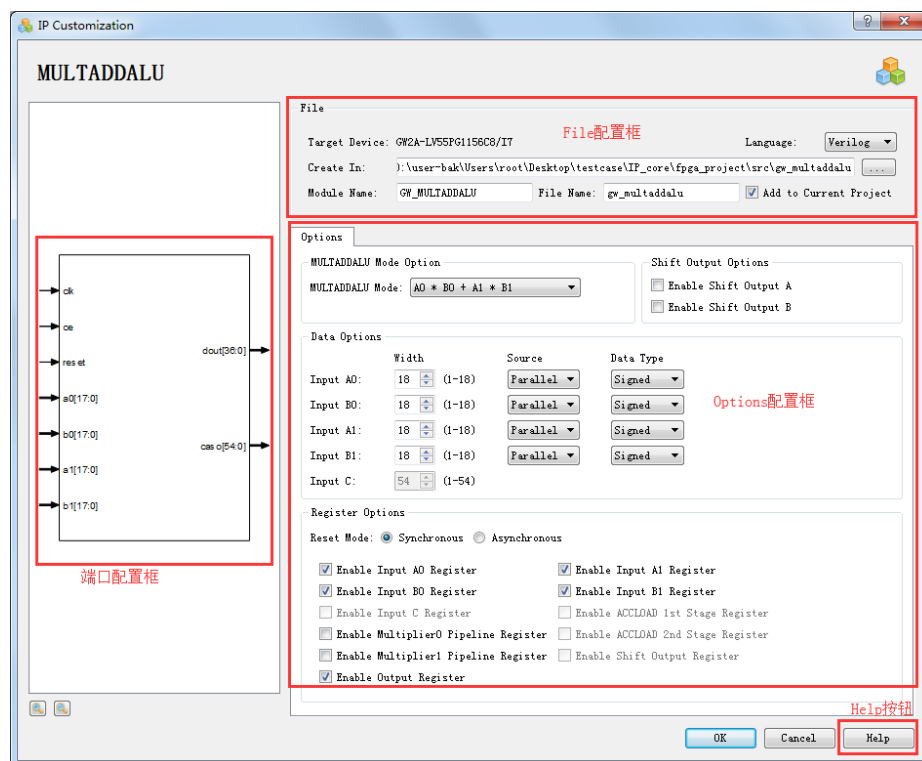 IP Customization
MULTADDALU
File
File配置框
Target Device: GW2A-LV55PG1156C8/I7
Language: Verilog
Create In: ):\user-bak\Users\root\Desktop\testcase\IP_core\fpga_project\src\gw_multaddalu ...
Module Name: GW_MULTADDALU File Name: gw_multaddalu Add to Current Project
clk
ce
reset
a0[17:0]
b0[17:0]
a1[17:0]
b1[17:0]
dout[36:0]
caso[54:0]
端口配置框
Options
MULTADDALU Mode Option
MULTADDALU Mode: A0 * B0 + A1 * B1
Shift Output Options
Enable Shift Output A
Enable Shift Output B
Data Options
Width Source Data Type
Input A0: 18 (1-18) Parallel Signed
Input B0: 18 (1-18) Parallel Signed
Options配置框
Input A1: 18 (1-18) Parallel Signed
Input B1: 18 (1-18) Parallel Signed
Input C: 54 (1-54)
Register Options
Reset Mode: Synchronous Asynchronous
Enable Input A0 Register Enable Input A1 Register
Enable Input B0 Register Enable Input B1 Register
Enable Input C Register Enable ACCLOAD 1st Stage Register
Enable Multiplier0 Pipeline Register Enable ACCLOAD 2nd Stage Register
Enable Multiplier1 Pipeline Register Enable Shift Output Register
Enable Output Register
Help按钮
OK Cancel Help